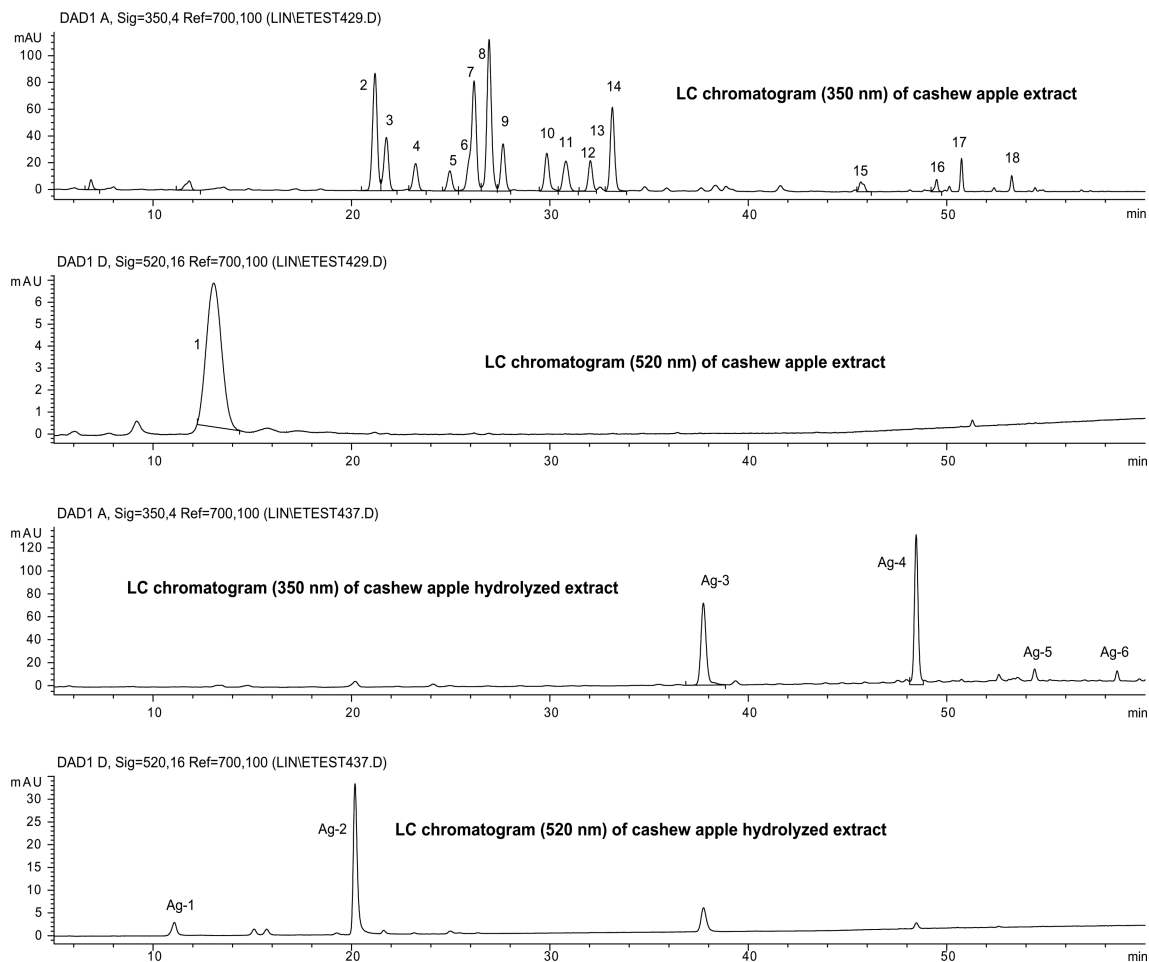 DAD1 A, Sig=350,4 Ref=700,100 (LIN\ETEST429.D)
mAU
100
80
60
40
20
0
2
3
4
5
6
7
8
9
10
11
12
13
14
15
16
17
18
LC chromatogram (350 nm) of cashew apple extract
10 20 30 40 50 min
DAD1 D, Sig=520,16 Ref=700,100 (LIN\ETEST429.D)
mAU
6
5
4
3
2
1
0
1
LC chromatogram (520 nm) of cashew apple extract
10 20 30 40 50 min
DAD1 A, Sig=350,4 Ref=700,100 (LIN\ETEST437.D)
mAU
120
100
80
60
40
20
0
LC chromatogram (350 nm) of cashew apple hydrolyzed extract
Ag-3
Ag-4
Ag-5
Ag-6
10 20 30 40 50 min
DAD1 D, Sig=520,16 Ref=700,100 (LIN\ETEST437.D)
mAU
30
25
20
15
10
5
0
Ag-1
Ag-2
LC chromatogram (520 nm) of cashew apple hydrolyzed extract
10 20 30 40 50 min